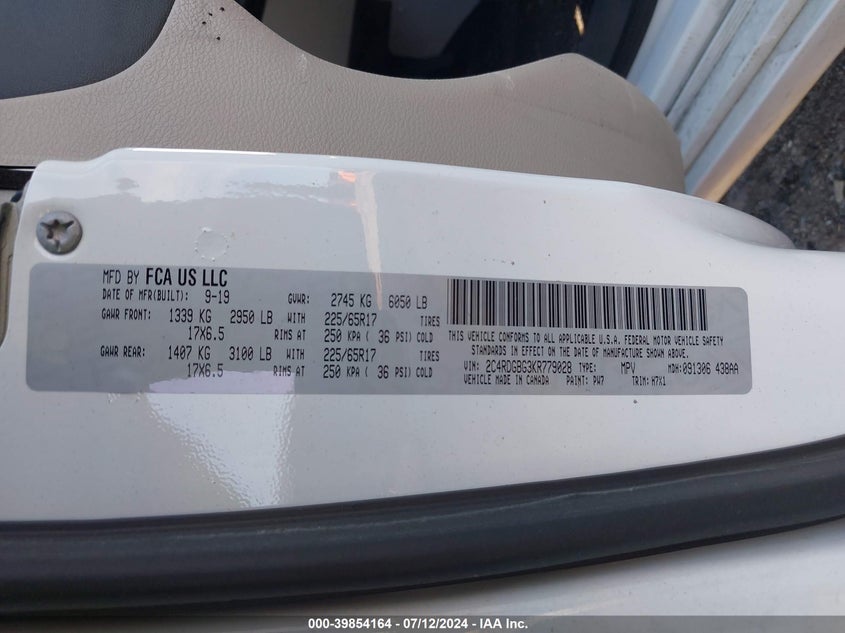 MFD BY FCA US LLC
DATE OF MFR(BUILT): 9-19 GVWR: 2745 KG 6050 LB
GAWR FRONT: 1339 KG 2950 LB WITH 225/65R17 TIRES
17X6.5 RIMS AT 250 KPA ( 36 PSI) COLD
GAWR REAR: 1407 KG 3100 LB WITH 225/65R17 TIRES
17X6.5 RIMS AT 250 KPA ( 36 PSI) COLD
THIS VEHICLE CONFORMS TO ALL APPLICABLE U.S.A. FEDERAL MOTOR VEHICLE SAFETY
STANDARDS IN EFFECT ON THE DATE OF MANUFACTURE SHOWN ABOVE.
VIN: 2C4RDGBG3KR779028 TYPE: MPV MDH: 091306 438AA
VEHICLE MADE IN CANADA PAINT: PW7 TRIM: H7X1
000-39854164 - 07/12/2024 - IAA Inc.